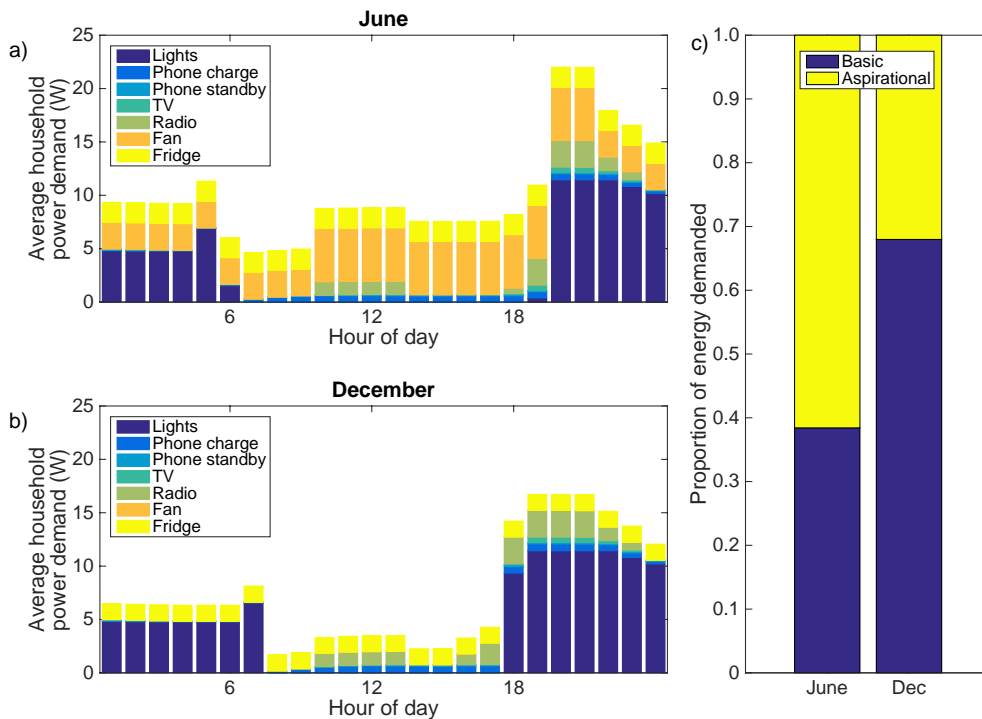 June
a)
25
20
15
10
5
0
Average household
power demand (W)
Lights
Phone charge
Phone standby
TV
Radio
Fan
Fridge
6
12
18
Hour of day
December
b)
25
20
15
10
5
0
Average household
power demand (W)
Lights
Phone charge
Phone standby
TV
Radio
Fan
Fridge
6
12
18
Hour of day
c)
1.0
0.9
0.8
0.7
0.6
0.5
0.4
0.3
0.2
0.1
0
Proportion of energy demanded
Basic
Aspirational
June
Dec